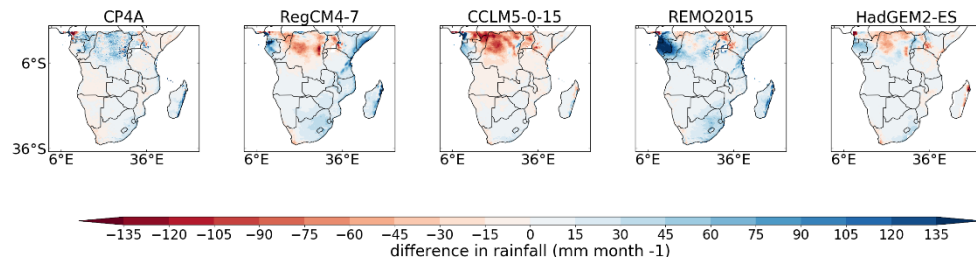 CP4A RegCM4-7 CCLM5-0-15 REMO2015 HadGEM2-ES
6°S
36°S
6°E 36°E 6°E 36°E 6°E 36°E 6°E 36°E 6°E 36°E
−135 −120 −105 −90 −75 −60 −45 −30 −15 0 15 30 45 60 75 90 105 120 135
difference in rainfall (mm month -1)